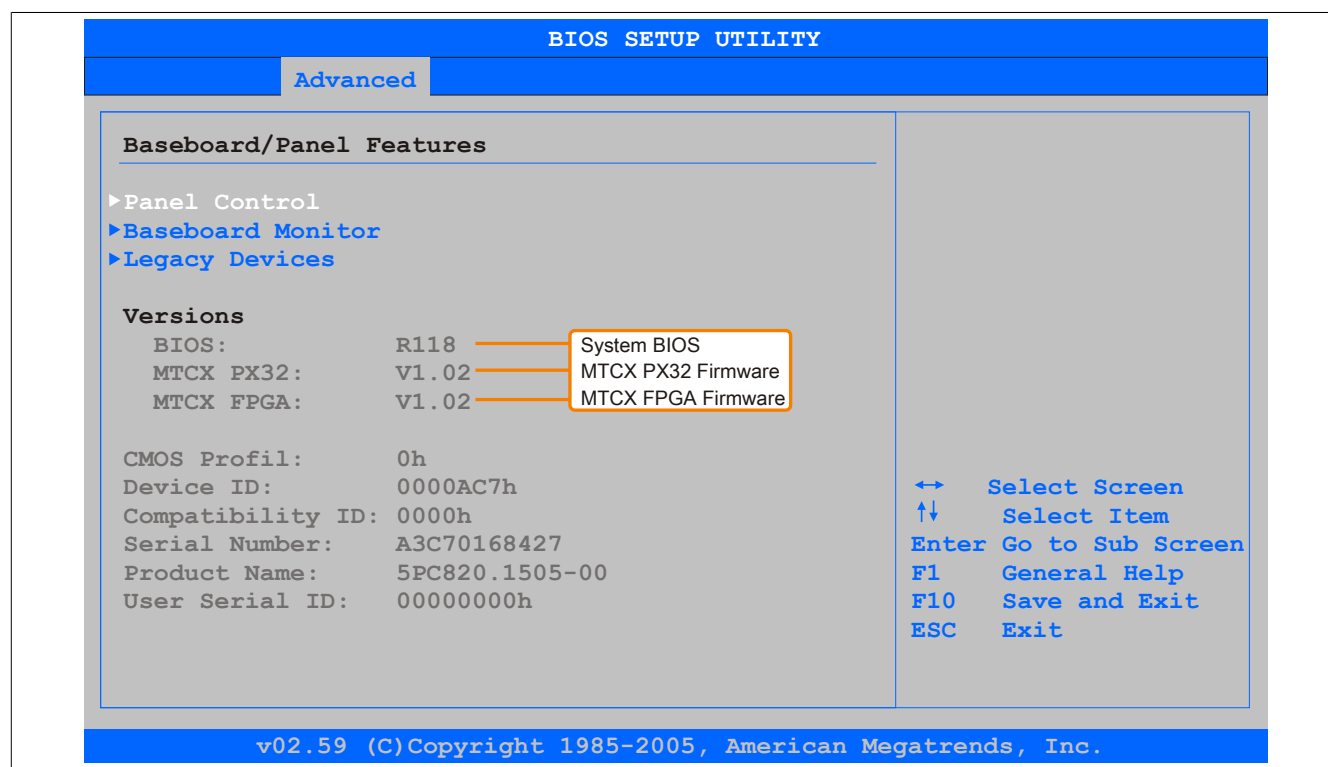 BIOS SETUP UTILITY
Advanced
Baseboard/Panel Features
▶Panel Control
▶Baseboard Monitor
▶Legacy Devices
Versions
BIOS: R118 System BIOS
MTCX PX32: V1.02 MTCX PX32 Firmware
MTCX FPGA: V1.02 MTCX FPGA Firmware
CMOS Profil: 0h
Device ID: 0000AC7h
Compatibility ID: 0000h
Serial Number: A3C70168427
Product Name: 5PC820.1505-00
User Serial ID: 00000000h
↔ Select Screen
↑↓ Select Item
Enter Go to Sub Screen
F1 General Help
F10 Save and Exit
ESC Exit
v02.59 (C)Copyright 1985-2005, American Megatrends, Inc.